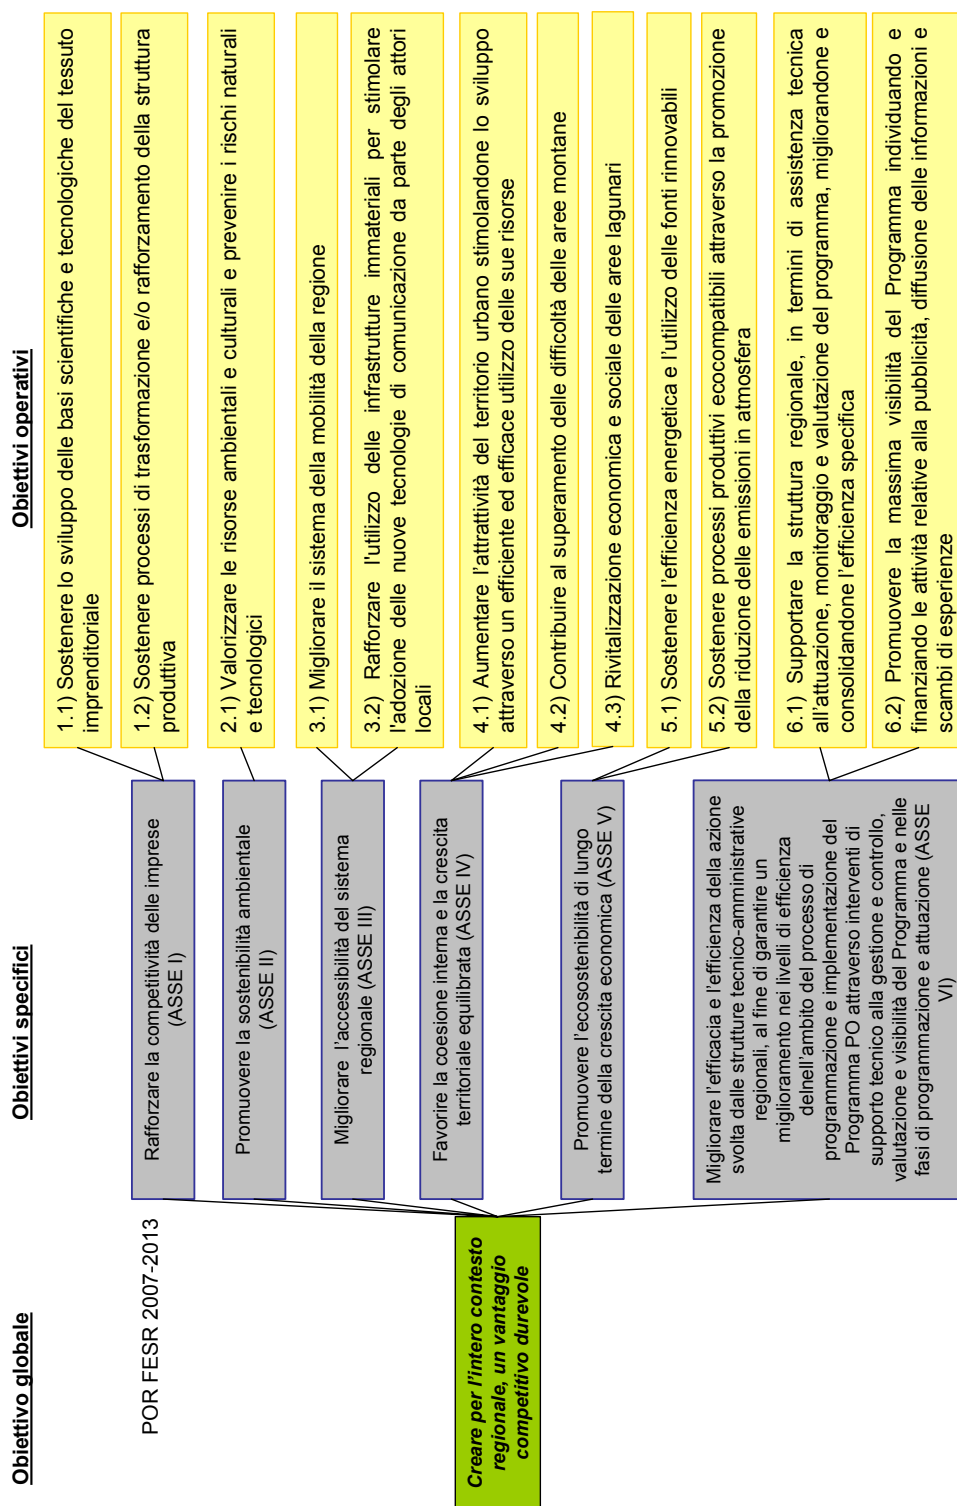 Obiettivo globale
Obiettivi specifici
Obiettivi operativi
POR FESR 2007-2013
Creare per l'intero contesto
regionale, un vantaggio
competitivo durevole
Rafforzare la competitività delle imprese
(ASSE I)
Promuovere la sostenibilità ambientale
(ASSE II)
Migliorare l'accessibilità del sistema
regionale (ASSE III)
Favorire la coesione interna e la crescita
territoriale equilibrata (ASSE IV)
Promuovere l'ecosostenibilità di lungo
termine della crescita economica (ASSE V)
Migliorare l'efficacia e l'efficienza della azione
svolta dalle strutture tecnico-amministrative
regionali, al fine di garantire un
miglioramento nei livelli di efficienza
delnell'ambito del processo di
programmazione e implementazione del
Programma PO attraverso interventi di
supporto tecnico alla gestione e controllo,
valutazione e visibilità del Programma e nelle
fasi di programmazione e attuazione (ASSE
VI)
1.1) Sostenere lo sviluppo delle basi scientifiche e tecnologiche del tessuto
imprenditoriale
1.2) Sostenere processi di trasformazione e/o rafforzamento della struttura
produttiva
2.1) Valorizzare le risorse ambientali e culturali e prevenire i rischi naturali
e tecnologici
3.1) Migliorare il sistema della mobilità della regione
3.2) Rafforzare l'utilizzo delle infrastrutture immateriali per stimolare
l'adozione delle nuove tecnologie di comunicazione da parte degli attori
locali
4.1) Aumentare l'attrattività del territorio urbano stimolandone lo sviluppo
attraverso un efficiente ed efficace utilizzo delle sue risorse
4.2) Contribuire al superamento delle difficoltà delle aree montane
4.3) Rivitalizzazione economica e sociale delle aree lagunari
5.1) Sostenere l'efficienza energetica e l'utilizzo delle fonti rinnovabili
5.2) Sostenere processi produttivi ecocompatibili attraverso la promozione
della riduzione delle emissioni in atmosfera
6.1) Supportare la struttura regionale, in termini di assistenza tecnica
all'attuazione, monitoraggio e valutazione del programma, migliorandone e
consolidandone l'efficienza specifica
6.2) Promuovere la massima visibilità del Programma individuando e
finanziando le attività relative alla pubblicità, diffusione delle informazioni e
scambi di esperienze